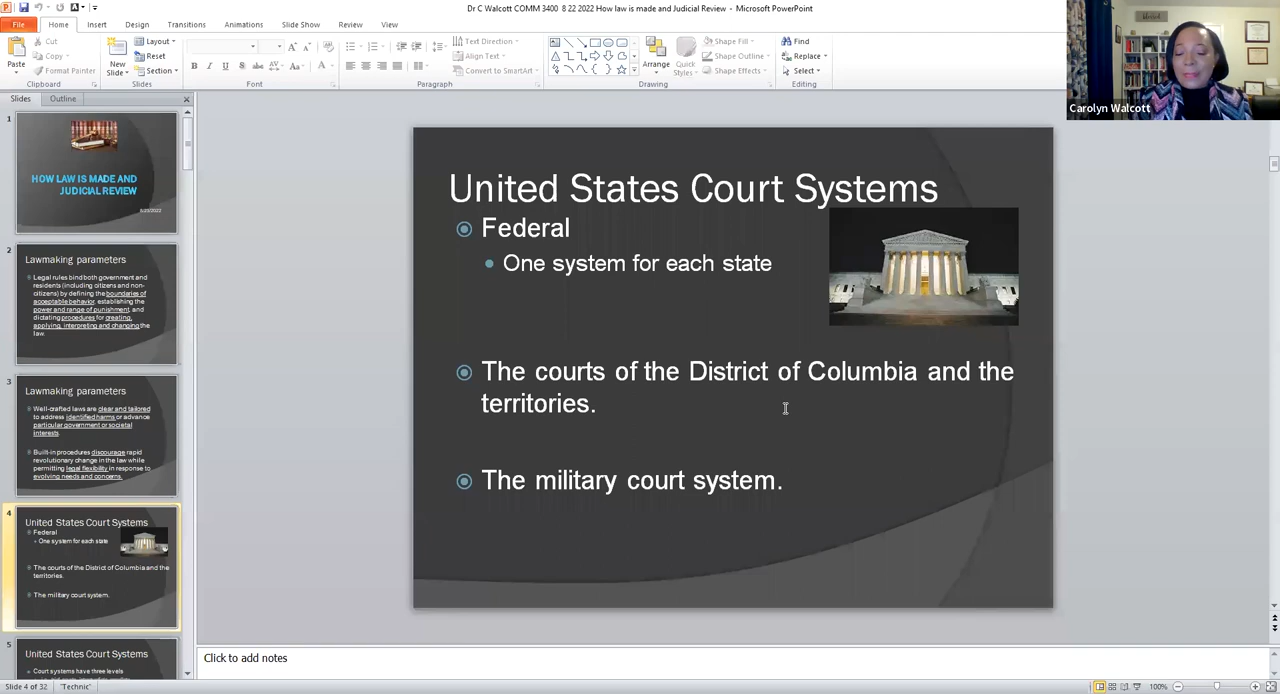 Dr C Walcott COMM 3400 8 22 2022 How law is made and Judicial Review - Microsoft PowerPoint
File Home Insert Design Transitions Animations Slide Show Review View
Paste
Cut
Copy
Format Painter
Clipboard
New
Slide
Layout
Reset
Section
Slides
Font
Text Direction
Align Text
Convert to SmartArt
Paragraph
Arrange
Quick
Styles
Shape Fill
Shape Outline
Shape Effects
Drawing
Find
Replace
Select
Editing
Carolyn Walcott
Slides Outline
1
HOW LAW IS MADE AND
JUDICIAL REVIEW
2
Lawmaking parameters
Legal rules bind both government and
residents (including citizens and non-
citizens) by defining the boundaries of
acceptable behavior, establishing the
power and range of punishment, and
dictating procedures for creating,
applying, interpreting and changing the
law.
3
Lawmaking parameters
Well-crafted laws are clear and tailored
to address identified harms or advance
particular government or societal
interests.
Built-in procedures discourage rapid
revolutionary change in the law while
permitting legal flexibility in response to
evolving needs and concerns.
4
United States Court Systems
Federal
One system for each state
The courts of the District of Columbia and the
territories.
The military court system.
5
United States Court Systems
Court systems have three levels
United States Court Systems
Federal
One system for each state
The courts of the District of Columbia and the
territories.
The military court system.
Click to add notes
Slide 4 of 32 "Technic" 100%